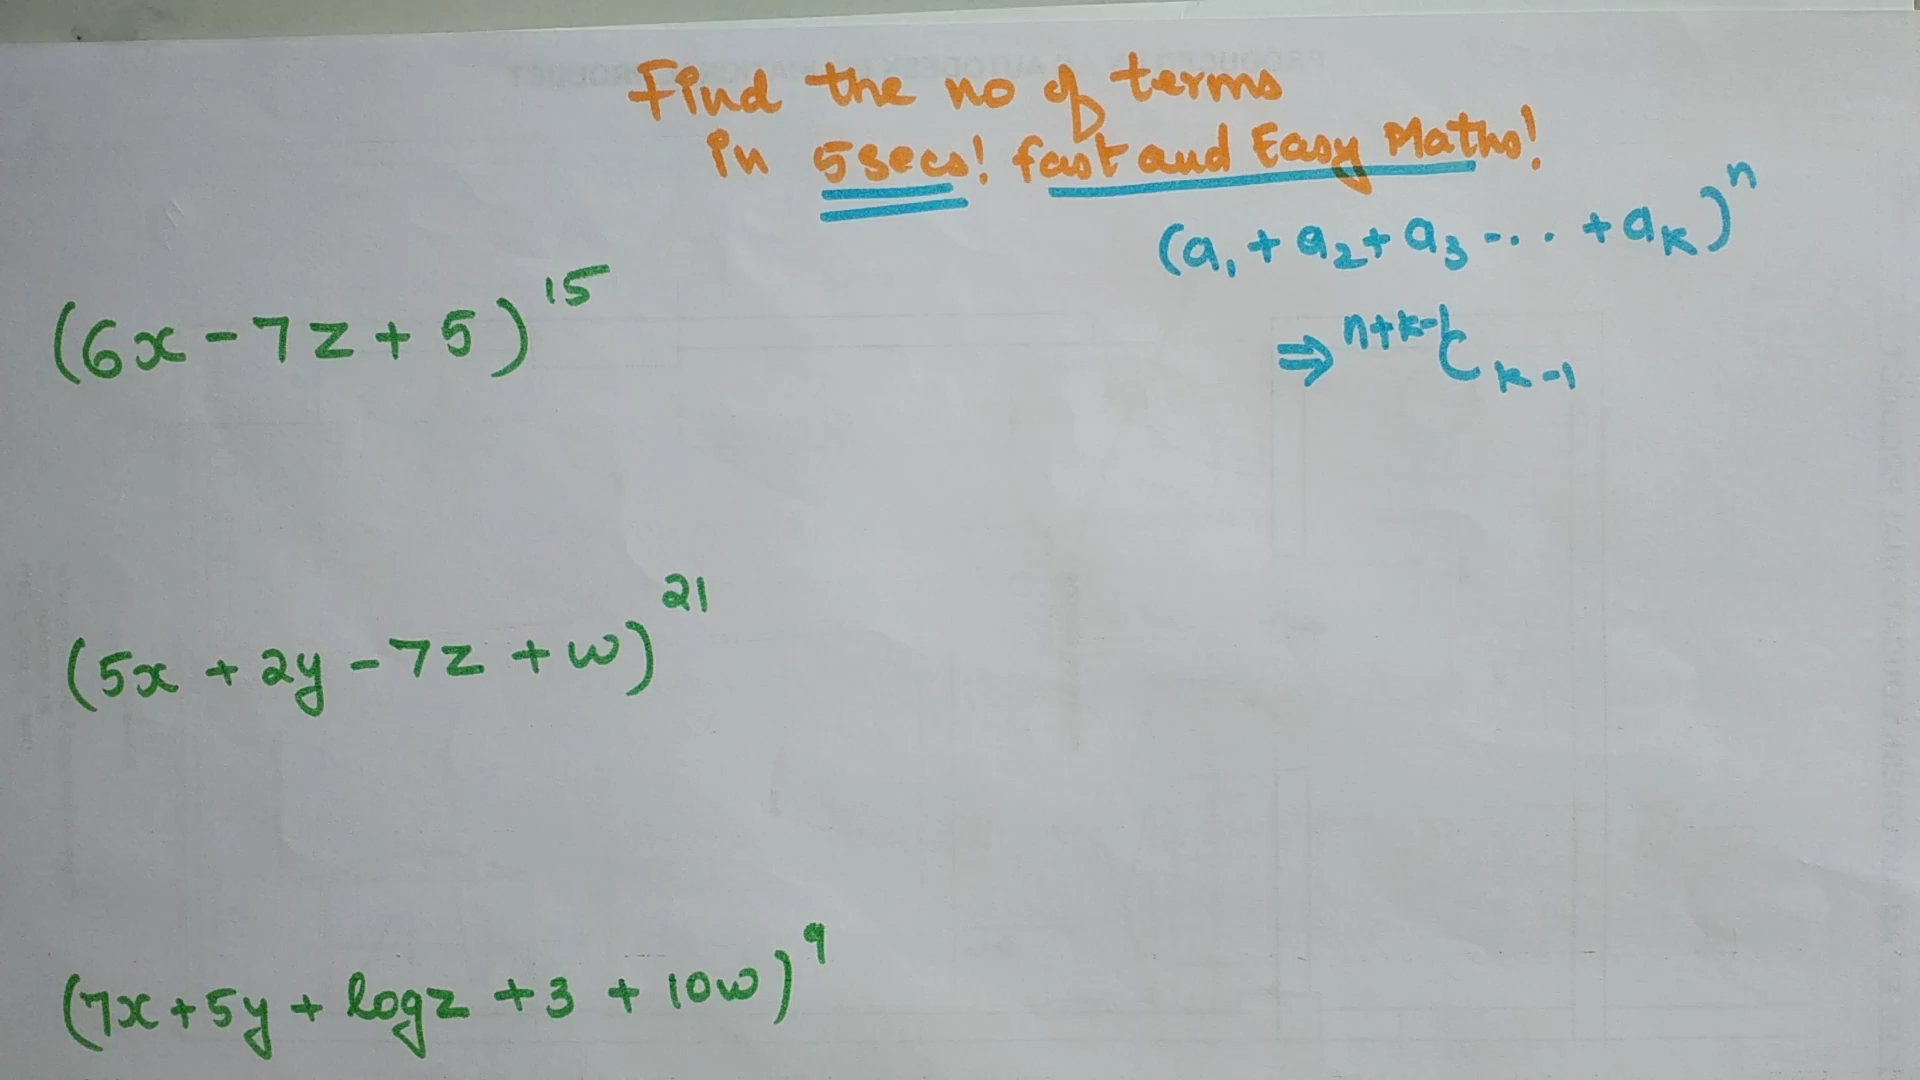 Find the no of terms
in 5secs! fast and Easy Maths!
(a₁ + a₂ + a₃ -... + aₖ)ⁿ
⇒ ⁿ⁺ᵏ⁻¹C ₖ₋₁
(6x - 7z + 5)¹⁵
(5x + 2y - 7z + w)²¹
(7x + 5y + logz + 3 + 10w)⁹